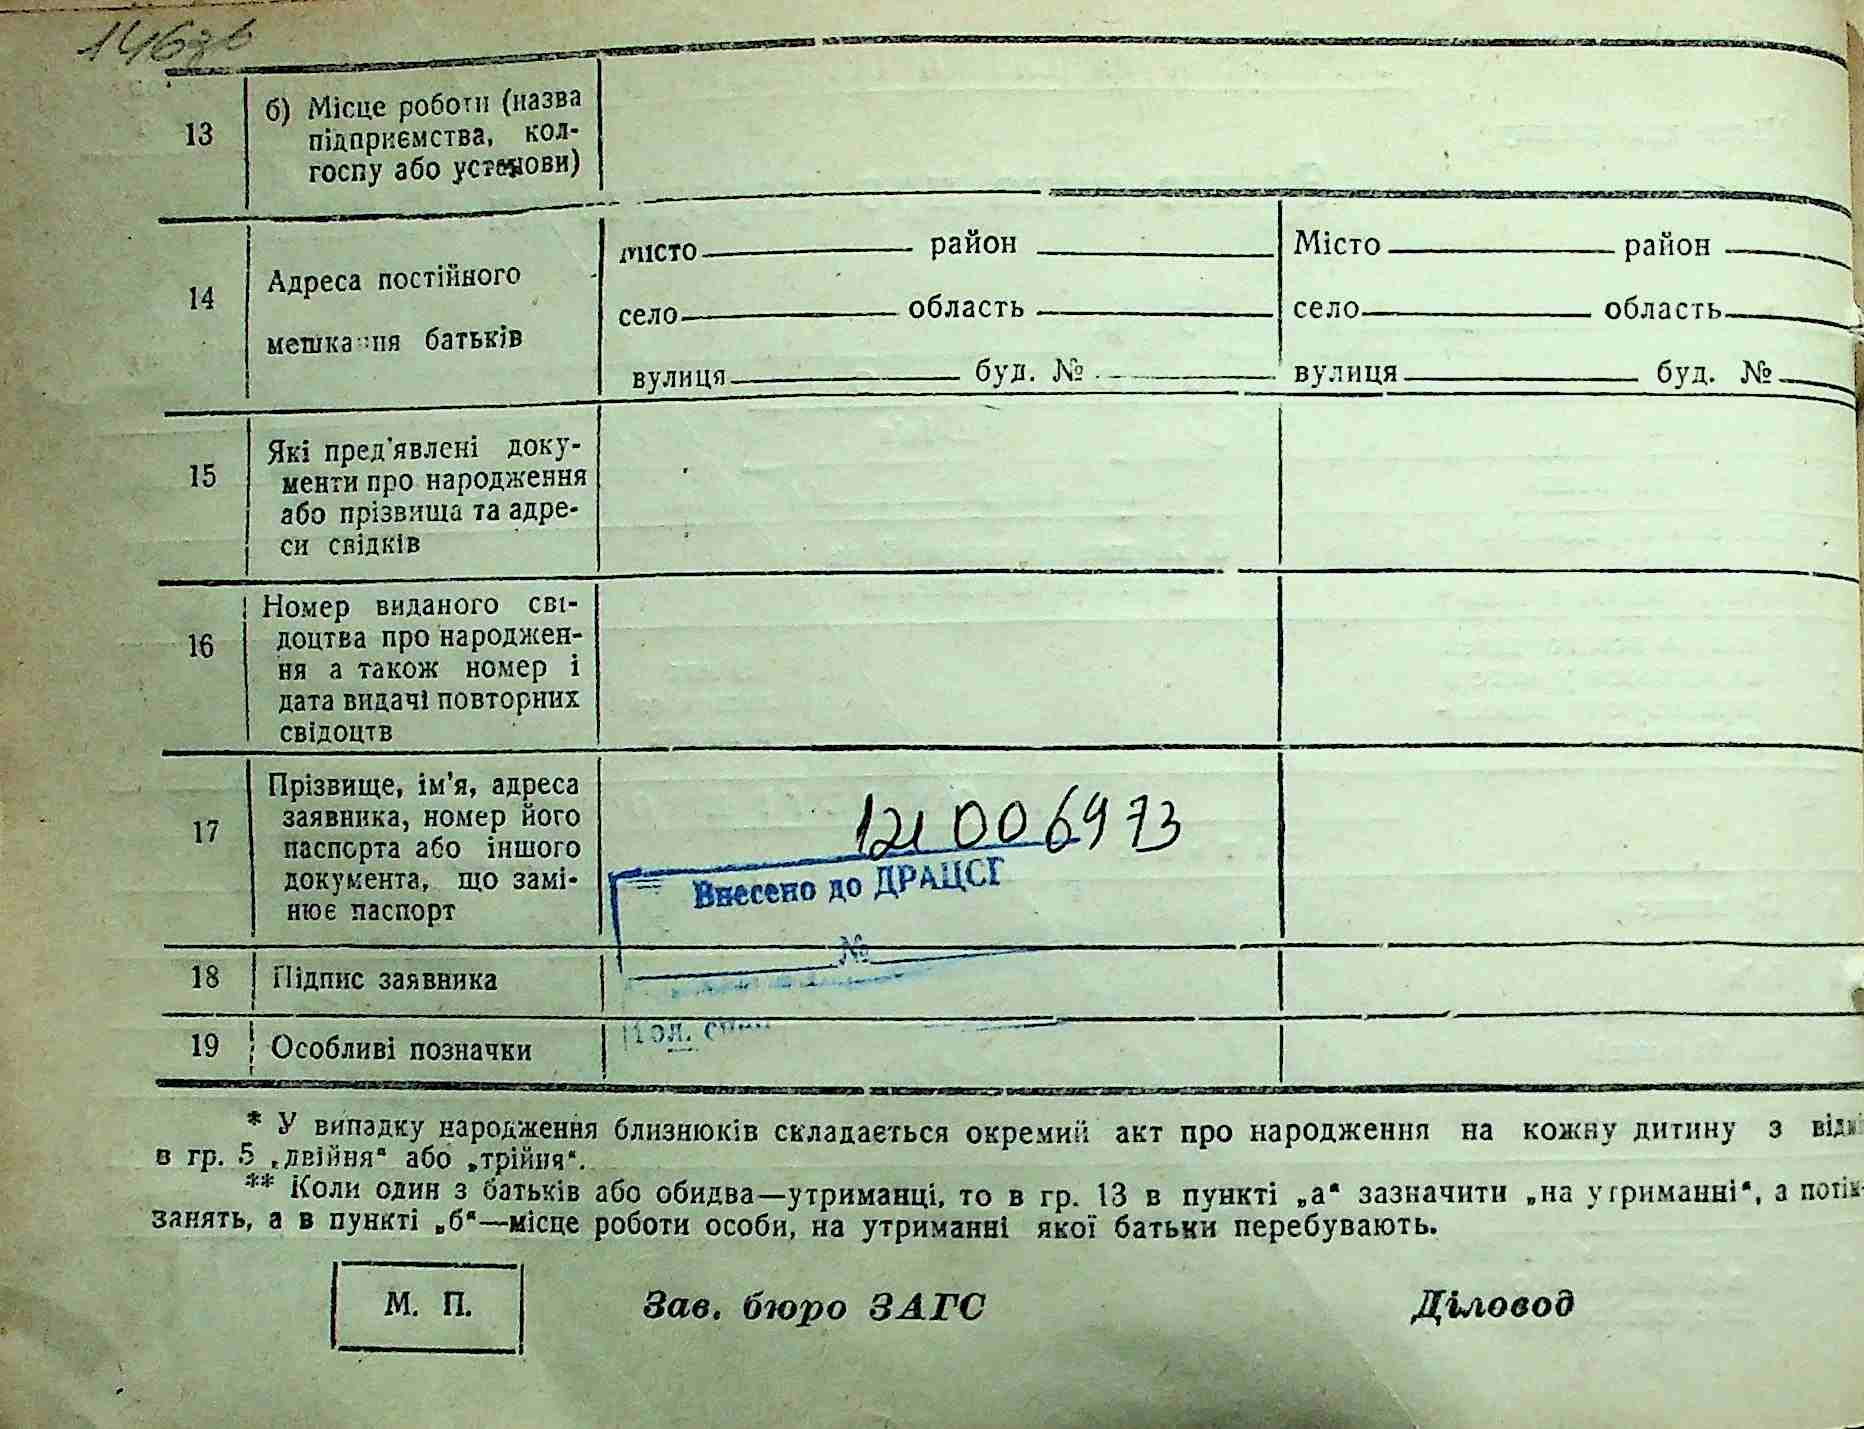 146зв
13 б) Місце роботи (назва
підприємства, кол-
госпу або установи)
14 Адреса постійного
мешкання батьків
місто район
село область
вулиця буд. №
Місто район
село область
вулиця буд. №
15 Які пред'явлені доку-
менти про народження
або прізвища та адре-
си свідків
16 Номер виданого сві-
доцтва про народжен-
ня а також номер і
дата видачі повторних
свідоцтв
17 Прізвище, ім'я, адреса
заявника, номер його
паспорта або іншого
документа, що замі-
нює паспорт
121 00 6973
Внесено до ДРАЦСГ
№
18 Підпис заявника
19 Особливі позначки
* У випадку народження близнюків складається окремий акт про народження на кожну дитину з
в гр. 5 „двійня“ або „трійня“.
** Коли один з батьків або обидва—утриманці, то в гр. 13 в пункті „а“ зазначити „на утриманні“, а
занять, а в пункті „б“—місце роботи особи, на утриманні якої батьки перебувають.
М. П. Зав. бюро ЗАГС Діловод